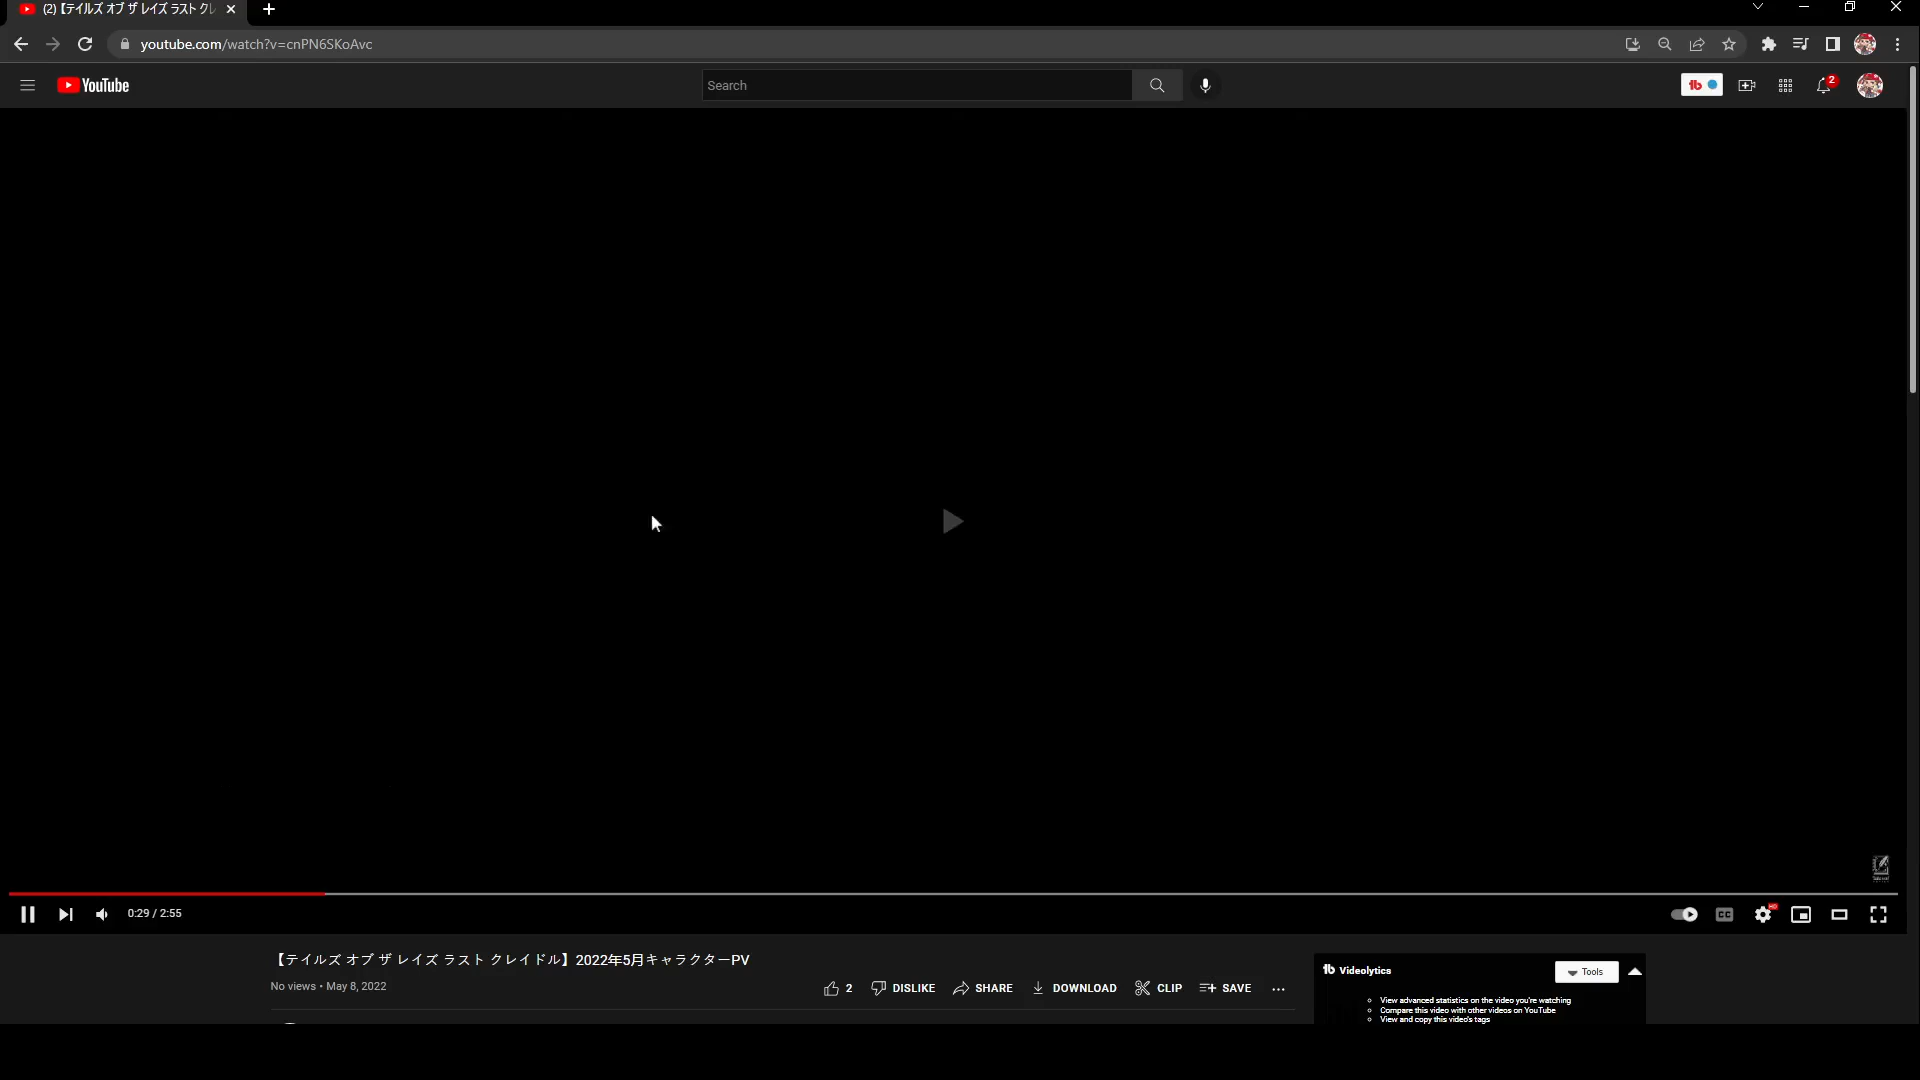 (2)【テイルズ オブ ザ レイズ ラスト クレ
youtube.com/watch?v=cnPN6SKoAvc
YouTube
Search
2
0:29 / 2:55
CC
HD
【テイルズ オブ ザ レイズ ラスト クレイドル】2022年5月キャラクターPV
No views • May 8, 2022
2
DISLIKE
SHARE
DOWNLOAD
CLIP
SAVE
Videolytics
Tools
View advanced statistics on the video you're watching
Compare this video with other videos on YouTube
View and copy this video's tags